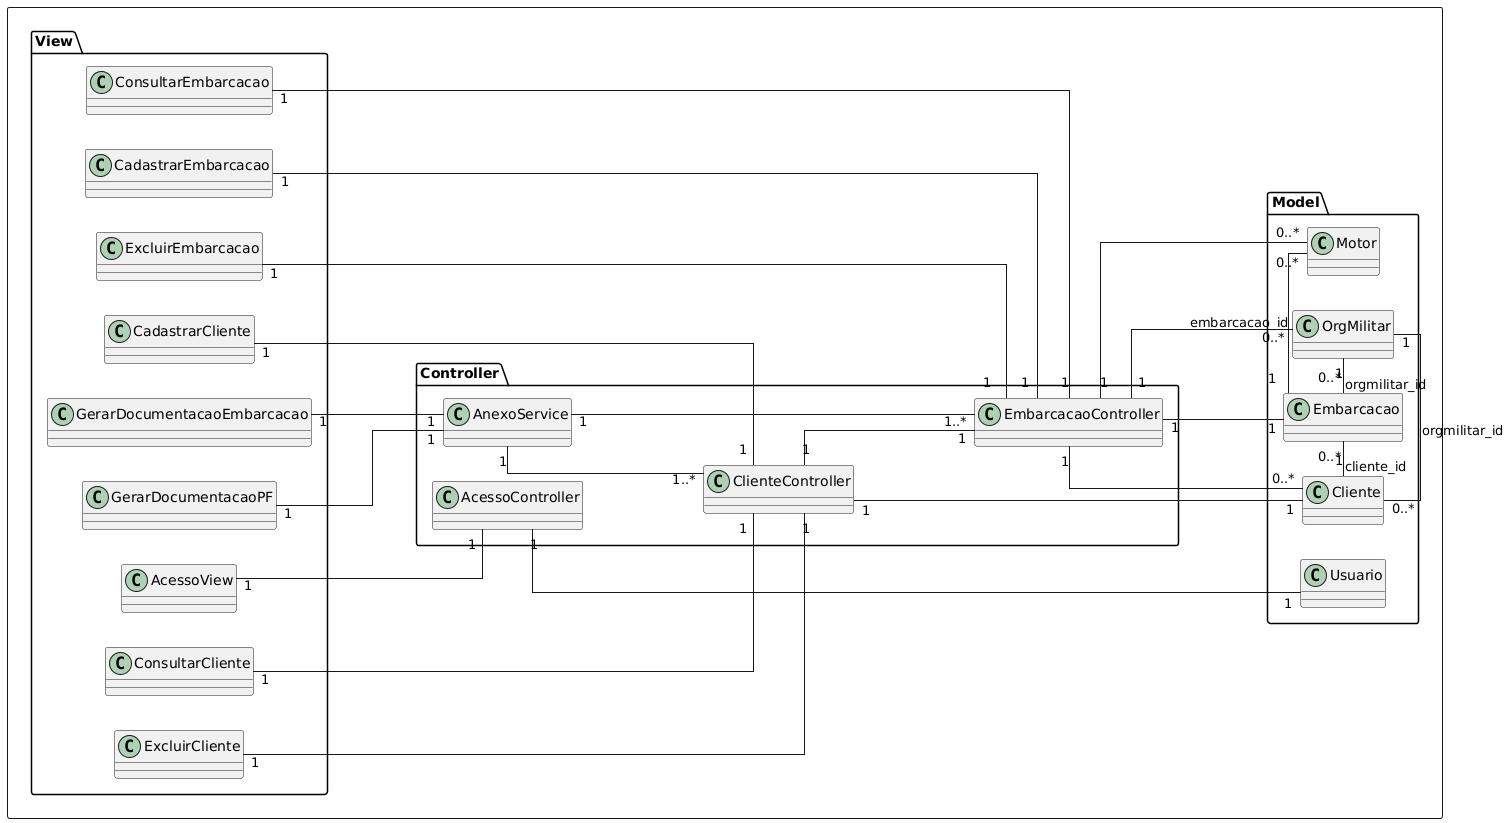 View
C ConsultarEmbarcacao
1
C CadastrarEmbarcacao
1
C ExcluirEmbarcacao
1
C CadastrarCliente
1
C GerarDocumentacaoEmbarcacao
1
C GerarDocumentacaoPF
1
C AcessoView
1
C ConsultarCliente
1
C ExcluirCliente
1
Controller
1
C AnexoService
1
1
1
C AcessoController
1
1
1
1
1..*
C ClienteController
1
1
1
1 1 1 1 1
1..*
C EmbarcacaoController
1
1
1
Model
0..*
C Motor
0..*
embarcacao_id
C OrgMilitar
0..*
1
1
0..*
1
orgmilitar_id
C Embarcacao
1
orgmilitar_id
0..*
1
cliente_id
0..*
C Cliente
1
0..*
C Usuario
1